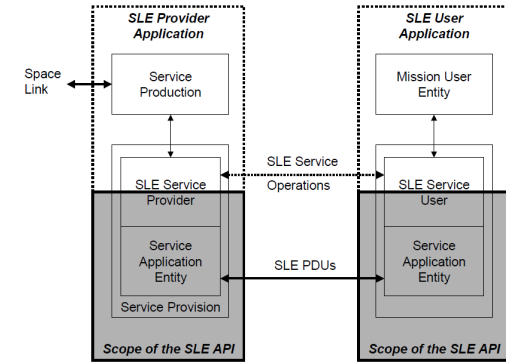 SLE Provider
Application
SLE User
Application
Space
Link
Service
Production
Mission User
Entity
SLE Service
Operations
SLE Service
Provider
SLE Service
User
Service
Application
Entity
SLE PDUs
Service
Application
Entity
Service Provision
Scope of the SLE API
Scope of the SLE API